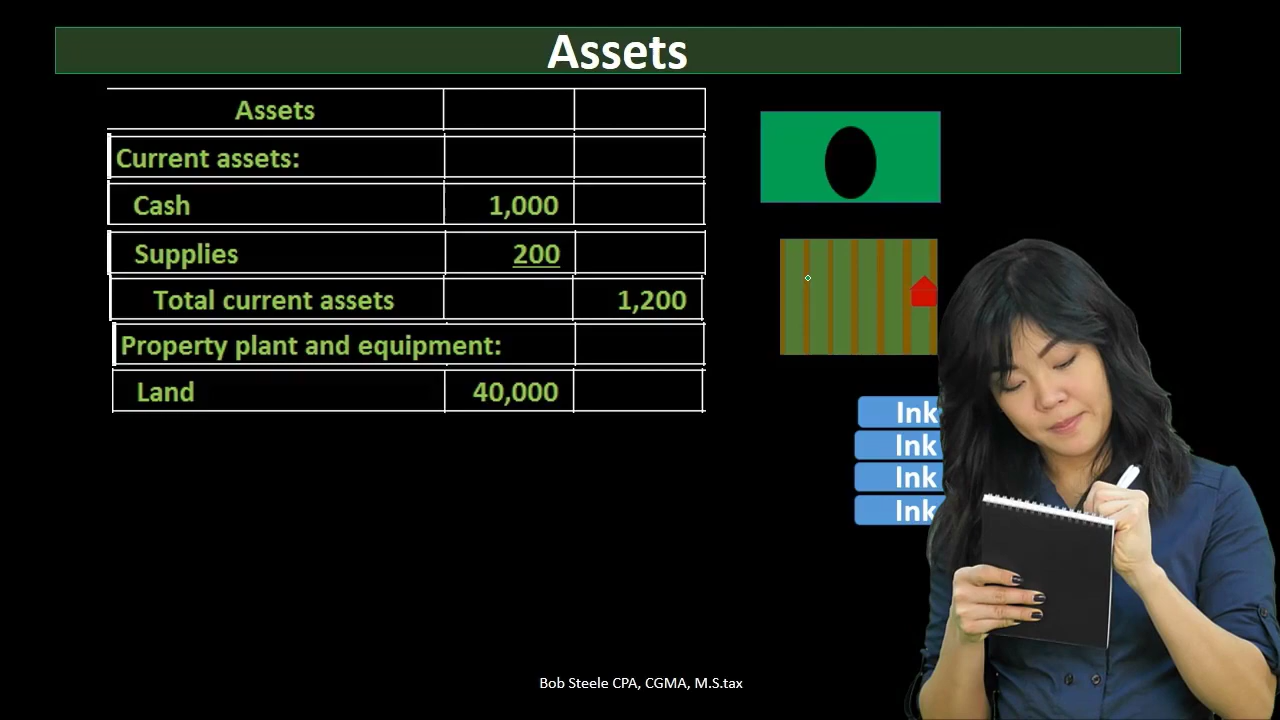 Assets
Assets
Current assets:
Cash 1,000
Supplies 200
Total current assets 1,200
Property plant and equipment:
Land 40,000
Ink
Ink
Ink
Ink
Bob Steele CPA, CGMA, M.S.tax